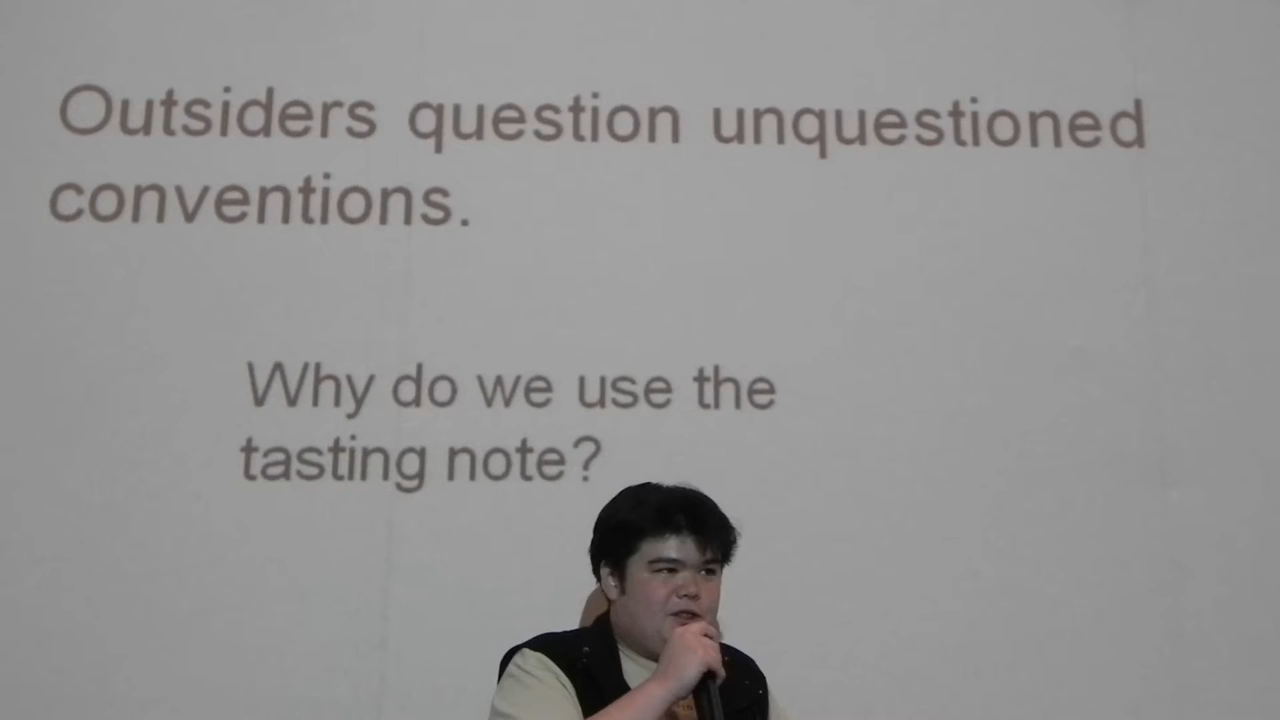 Outsiders question unquestioned
conventions.
Why do we use the
tasting note?